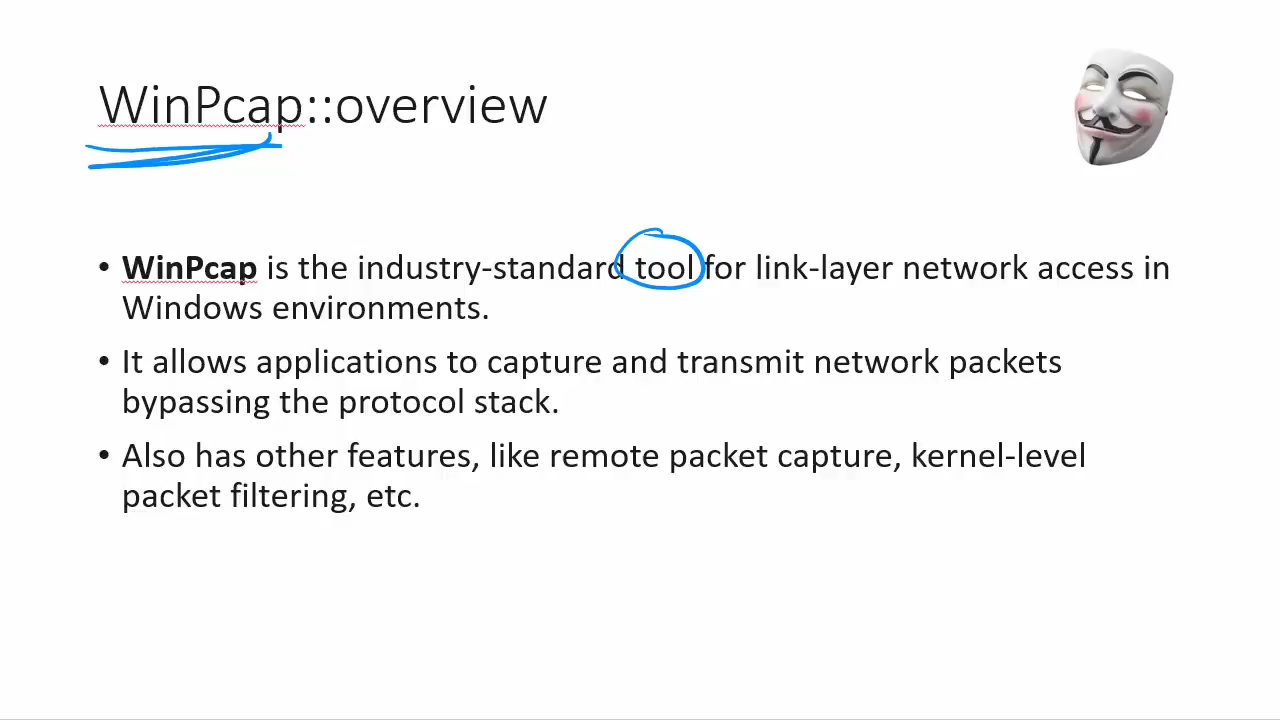 WinPcap::overview
• WinPcap is the industry-standard tool for link-layer network access in
Windows environments.
• It allows applications to capture and transmit network packets
bypassing the protocol stack.
• Also has other features, like remote packet capture, kernel-level
packet filtering, etc.